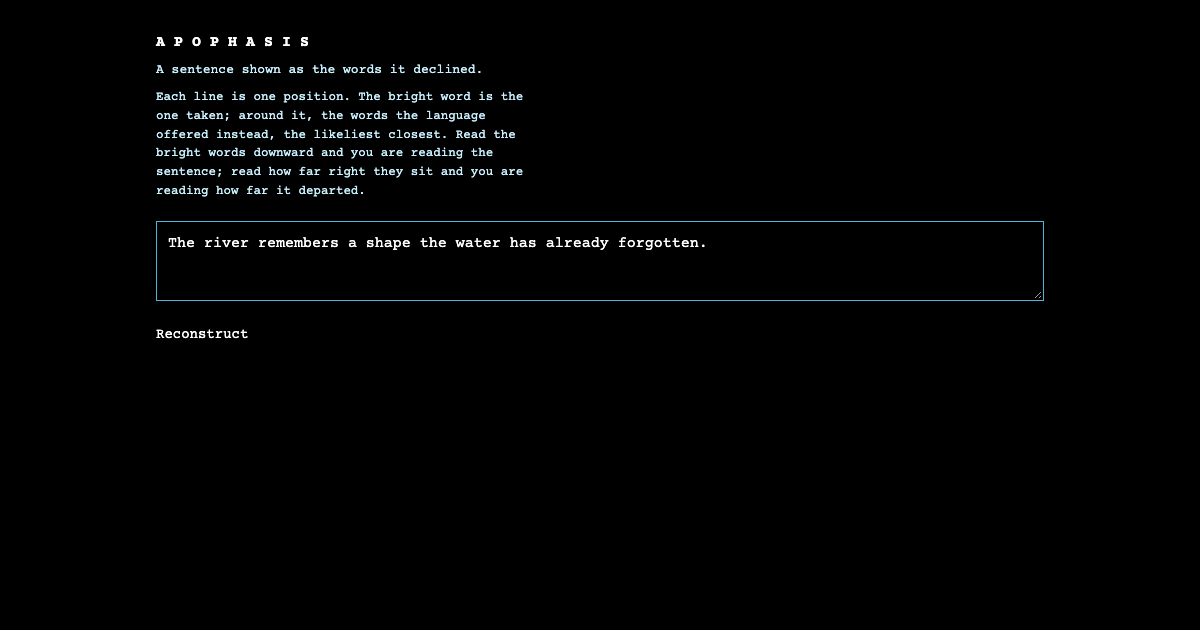 A P O P H A S I S
A sentence shown as the words it declined.
Each line is one position. The bright word is the
one taken; around it, the words the language
offered instead, the likeliest closest. Read the
bright words downward and you are reading the
sentence; read how far right they sit and you are
reading how far it departed.
The river remembers a shape the water has already forgotten.
Reconstruct